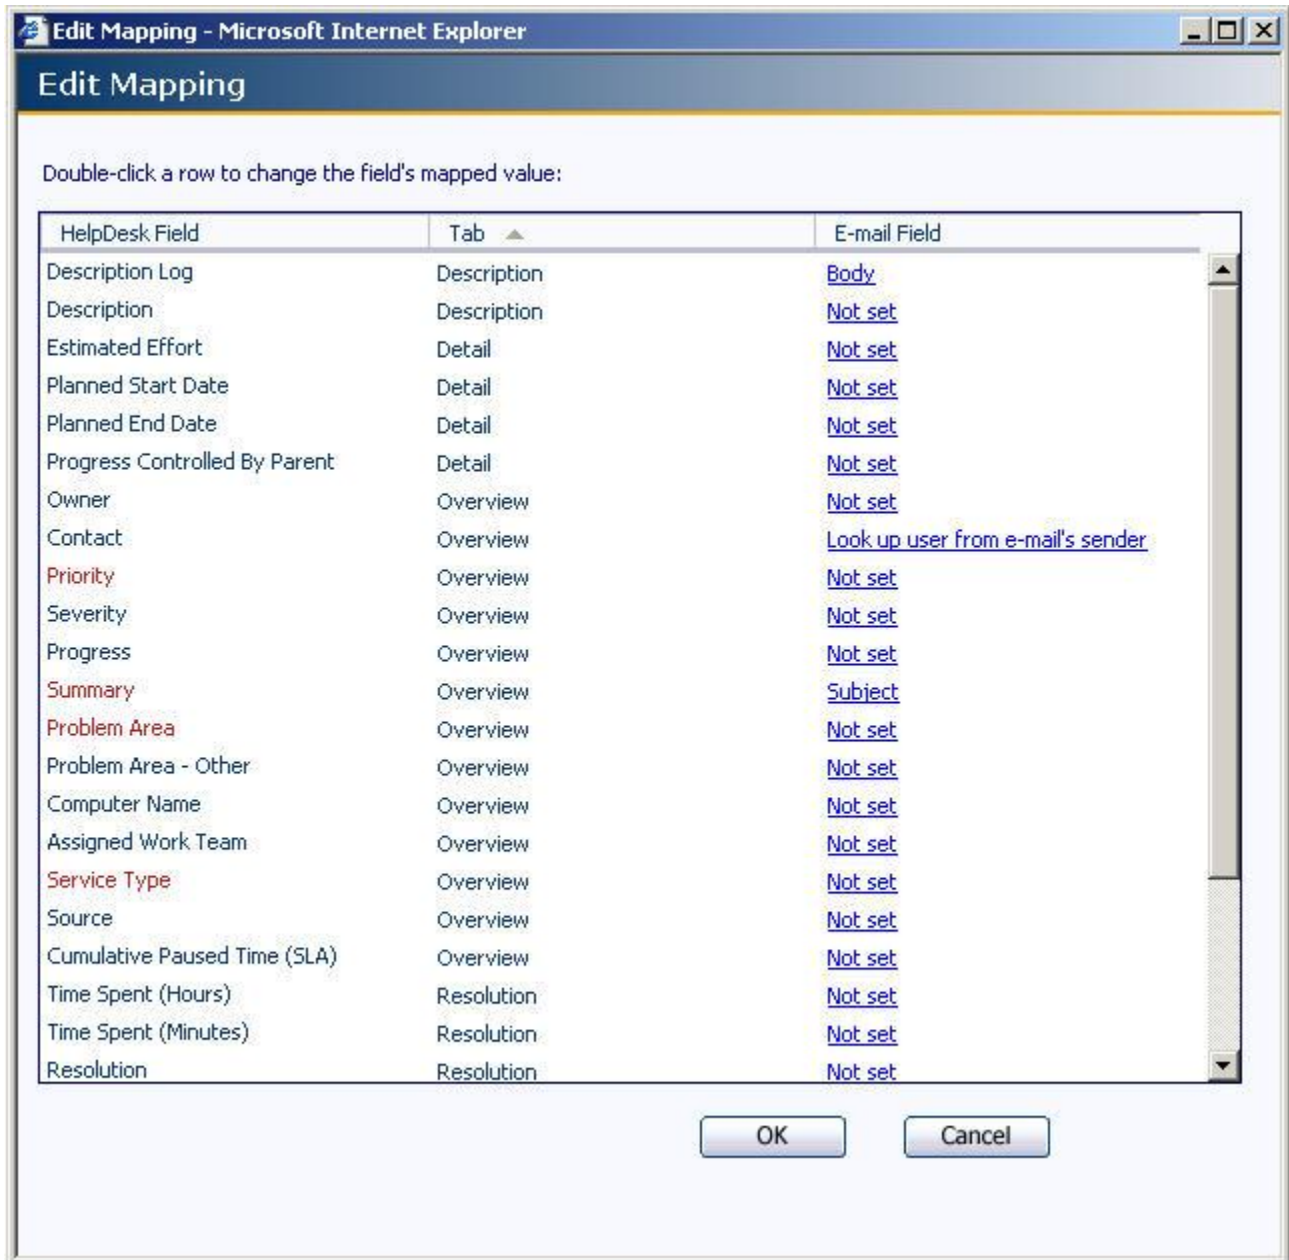 Edit Mapping - Microsoft Internet Explorer
Edit Mapping
Double-click a row to change the field's mapped value:
HelpDesk Field Tab E-mail Field
Description Log Description Body
Description Description Not set
Estimated Effort Detail Not set
Planned Start Date Detail Not set
Planned End Date Detail Not set
Progress Controlled By Parent Detail Not set
Owner Overview Not set
Contact Overview Look up user from e-mail's sender
Priority Overview Not set
Severity Overview Not set
Progress Overview Not set
Summary Overview Subject
Problem Area Overview Not set
Problem Area - Other Overview Not set
Computer Name Overview Not set
Assigned Work Team Overview Not set
Service Type Overview Not set
Source Overview Not set
Cumulative Paused Time (SLA) Overview Not set
Time Spent (Hours) Resolution Not set
Time Spent (Minutes) Resolution Not set
Resolution Resolution Not set
OK Cancel